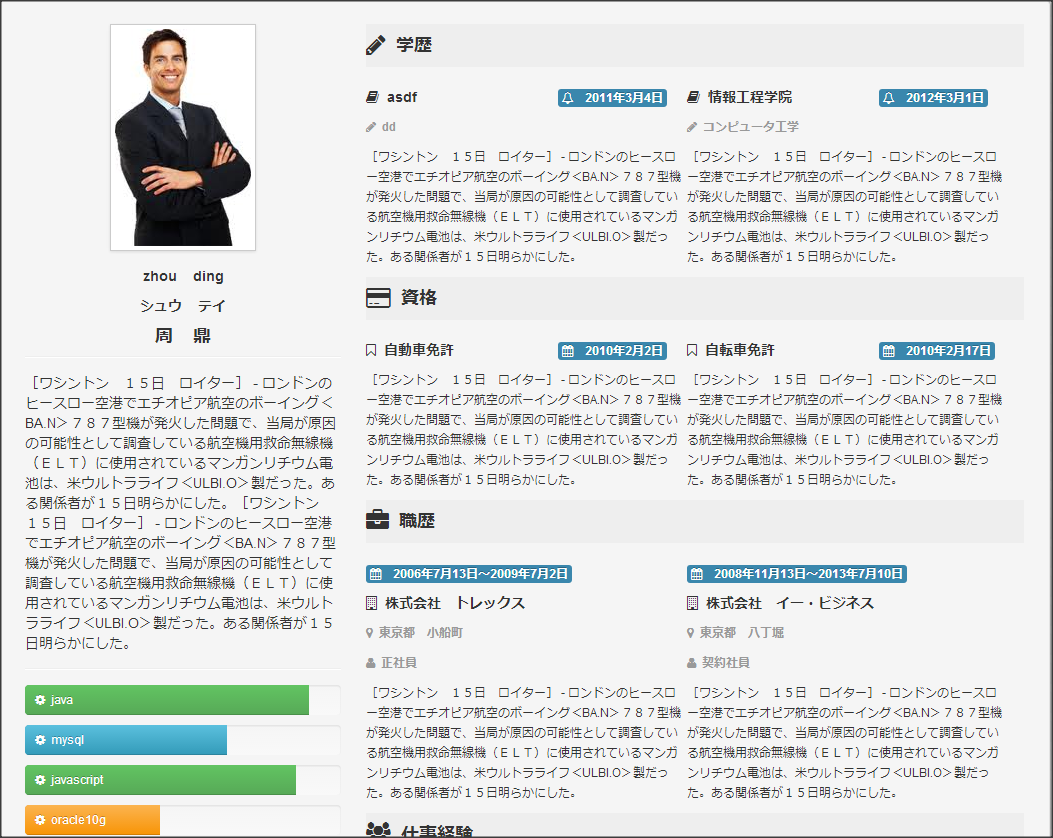 zhou ding
シュウ テイ
周 鼎
［ワシントン １５日 ロイター］ - ロンドンの
ヒースロー空港でエチオピア航空のボーイング＜
BA.N＞７８７型機が発火した問題で、当局が原因
の可能性として調査している航空機用救命無線機
（ＥＬＴ）に使用されているマンガンリチウム電
池は、米ウルトラライフ＜ULBI.O＞製だった。あ
る関係者が１５日明らかにした。［ワシントン
１５日 ロイター］ - ロンドンのヒースロー空港
でエチオピア航空のボーイング＜BA.N＞７８７型
機が発火した問題で、当局が原因の可能性として
調査している航空機用救命無線機（ＥＬＴ）に使
用されているマンガンリチウム電池は、米ウルト
ラライフ＜ULBI.O＞製だった。ある関係者が１５
日明らかにした。
java
mysql
javascript
oracle10g
学歴
asdf 2011年3月4日
dd
［ワシントン １５日 ロイター］ - ロンドンのヒースロ
ー空港でエチオピア航空のボーイング＜BA.N＞７８７型機
が発火した問題で、当局が原因の可能性として調査してい
る航空機用救命無線機（ＥＬＴ）に使用されているマンガ
ンリチウム電池は、米ウルトラライフ＜ULBI.O＞製だっ
た。ある関係者が１５日明らかにした。
情報工程学院 2012年3月1日
コンピュータ工学
［ワシントン １５日 ロイター］ - ロンドンのヒースロ
ー空港でエチオピア航空のボーイング＜BA.N＞７８７型機
が発火した問題で、当局が原因の可能性として調査してい
る航空機用救命無線機（ＥＬＴ）に使用されているマンガ
ンリチウム電池は、米ウルトラライフ＜ULBI.O＞製だっ
た。ある関係者が１５日明らかにした。
資格
自動車免許 2010年2月2日
［ワシントン １５日 ロイター］ - ロンドンのヒースロ
ー空港でエチオピア航空のボーイング＜BA.N＞７８７型機
が発火した問題で、当局が原因の可能性として調査してい
る航空機用救命無線機（ＥＬＴ）に使用されているマンガ
ンリチウム電池は、米ウルトラライフ＜ULBI.O＞製だっ
た。ある関係者が１５日明らかにした。
自転車免許 2010年2月17日
［ワシントン １５日 ロイター］ - ロンドンのヒースロ
ー空港でエチオピア航空のボーイング＜BA.N＞７８７型機
が発火した問題で、当局が原因の可能性として調査してい
る航空機用救命無線機（ＥＬＴ）に使用されているマンガ
ンリチウム電池は、米ウルトラライフ＜ULBI.O＞製だっ
た。ある関係者が１５日明らかにした。
職歴
2006年7月13日～2009年7月2日
株式会社 トレックス
東京都 小船町
正社員
［ワシントン １５日 ロイター］ - ロンドンのヒースロ
ー空港でエチオピア航空のボーイング＜BA.N＞７８７型機
が発火した問題で、当局が原因の可能性として調査してい
る航空機用救命無線機（ＥＬＴ）に使用されているマンガ
ンリチウム電池は、米ウルトラライフ＜ULBI.O＞製だっ
た。ある関係者が１５日明らかにした。
2008年11月13日～2013年7月10日
株式会社 イー・ビジネス
東京都 八丁堀
契約社員
［ワシントン １５日 ロイター］ - ロンドンのヒースロ
ー空港でエチオピア航空のボーイング＜BA.N＞７８７型機
が発火した問題で、当局が原因の可能性として調査してい
る航空機用救命無線機（ＥＬＴ）に使用されているマンガ
ンリチウム電池は、米ウルトラライフ＜ULBI.O＞製だっ
た。ある関係者が１５日明らかにした。
仕事経験